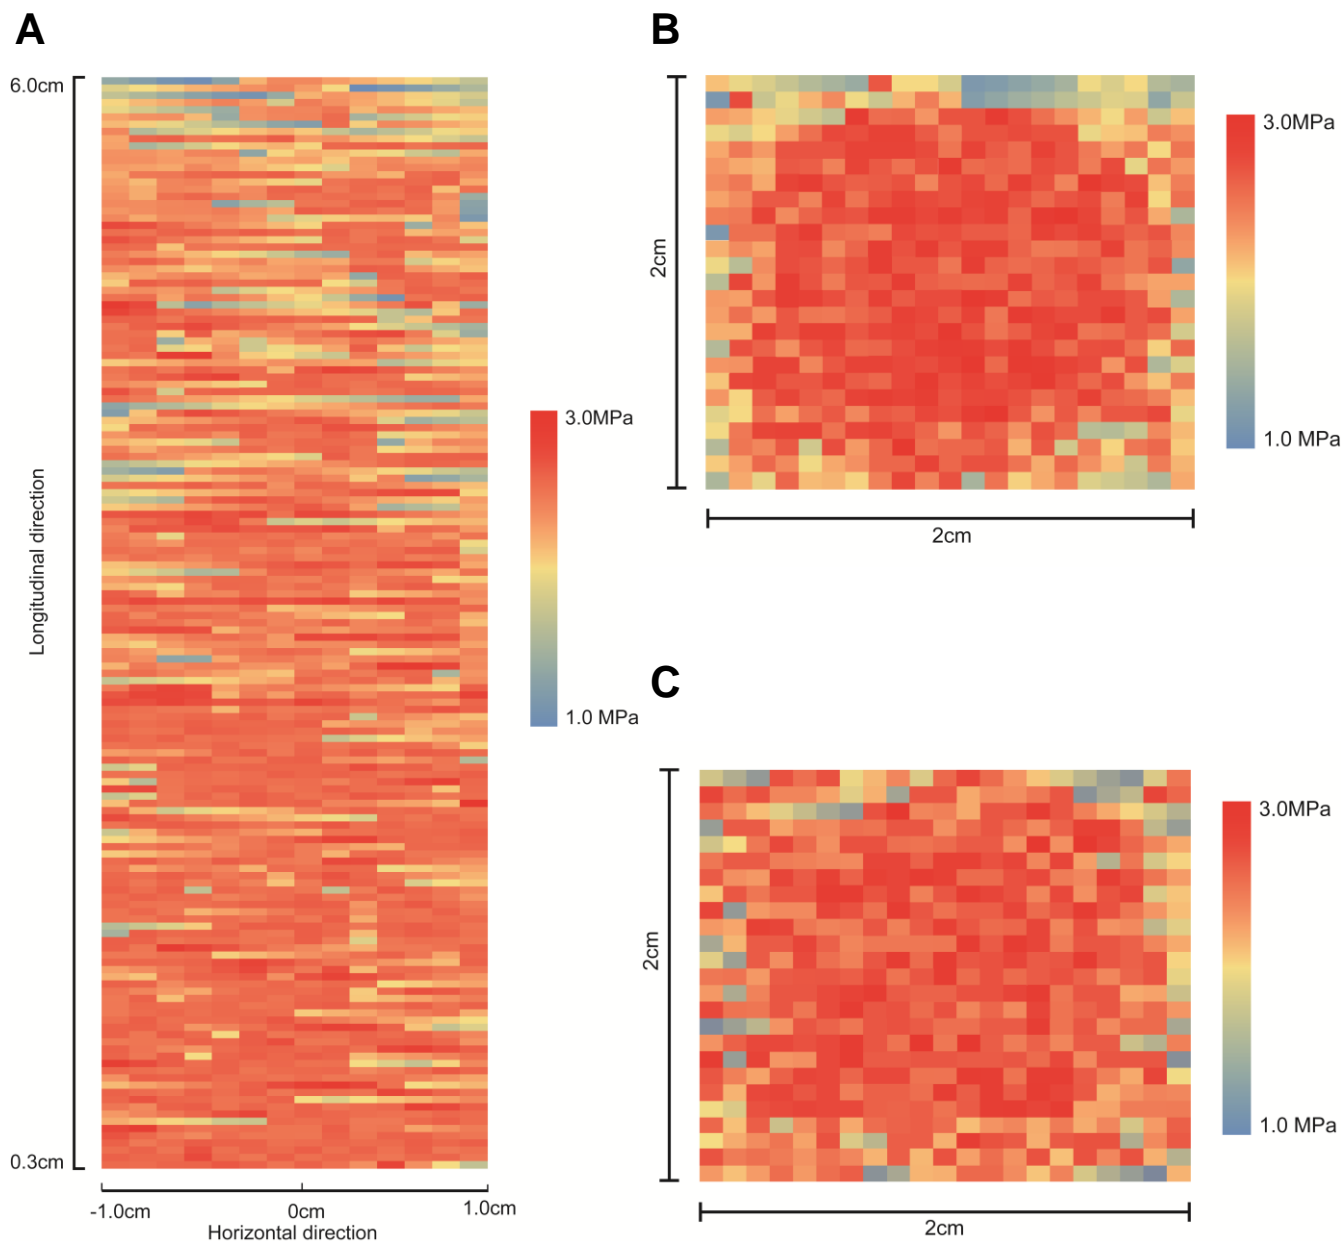 A
6.0cm
Longitudinal direction
0.3cm
-1.0cm
0cm
1.0cm
Horizontal direction
3.0MPa
1.0 MPa
B
2cm
2cm
3.0MPa
1.0 MPa
C
2cm
2cm
3.0MPa
1.0 MPa